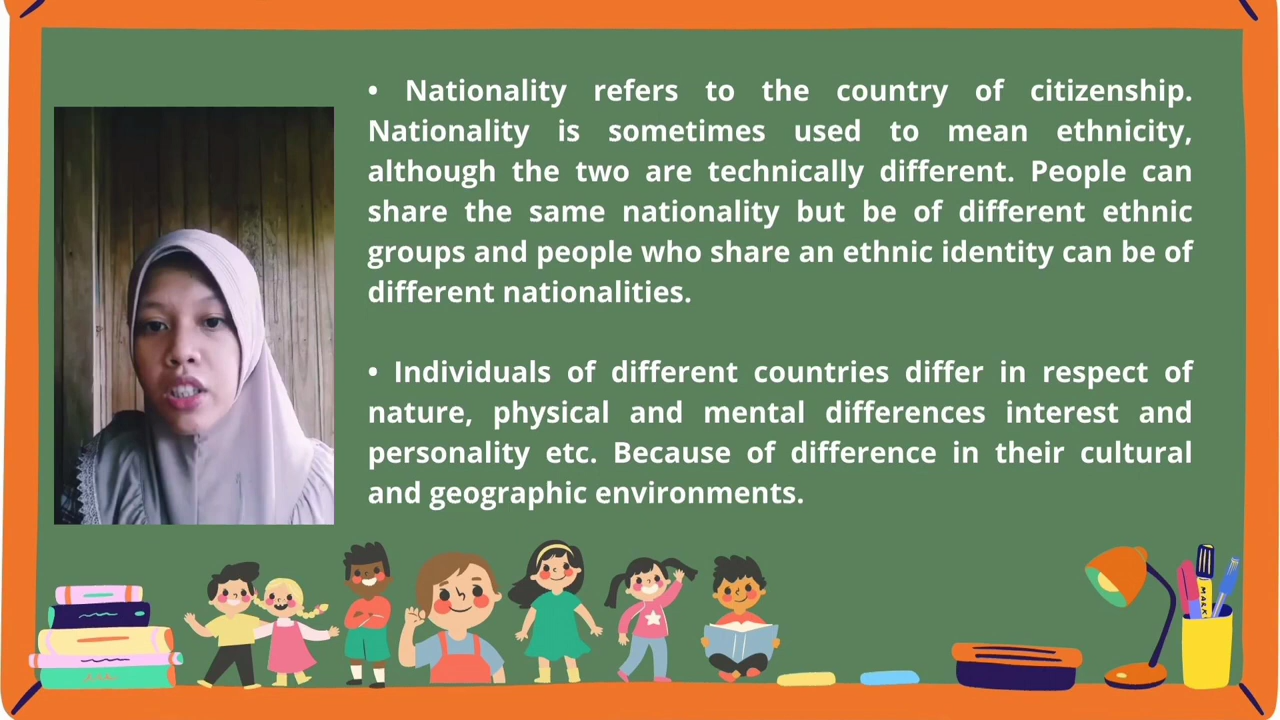 • Nationality refers to the country of citizenship.
Nationality is sometimes used to mean ethnicity,
although the two are technically different. People can
share the same nationality but be of different ethnic
groups and people who share an ethnic identity can be of
different nationalities.
• Individuals of different countries differ in respect of
nature, physical and mental differences interest and
personality etc. Because of difference in their cultural
and geographic environments.